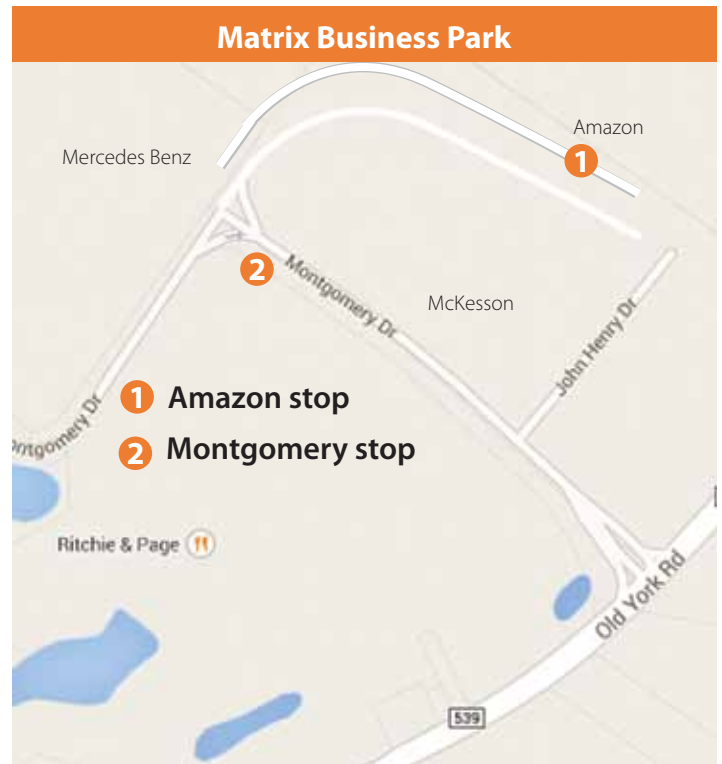 Matrix Business Park
Amazon
1
Mercedes Benz
2
Montgomery Dr
McKesson
John Henry Dr
1 Amazon stop
2 Montgomery stop
ontgomery Dr
Ritchie & Page
Old York Rd
539